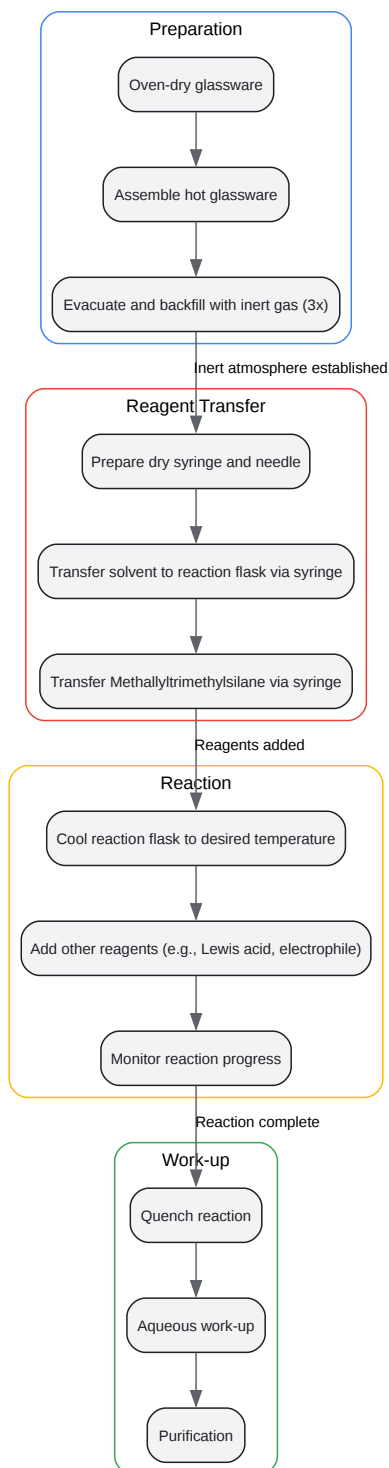 Preparation
Oven-dry glassware
Assemble hot glassware
Evacuate and backfill with inert gas (3x)
Inert atmosphere established
Reagent Transfer
Prepare dry syringe and needle
Transfer solvent to reaction flask via syringe
Transfer Methallyltrimethylsilane via syringe
Reagents added
Reaction
Cool reaction flask to desired temperature
Add other reagents (e.g., Lewis acid, electrophile)
Monitor reaction progress
Reaction complete
Work-up
Quench reaction
Aqueous work-up
Purification